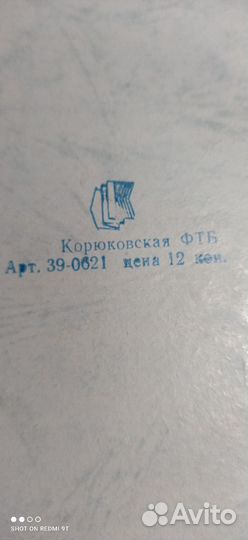 Корюковская ФТБ
Арт. 39-0621 цена 12 коп.
SHOT ON REDMI 9T
Avito